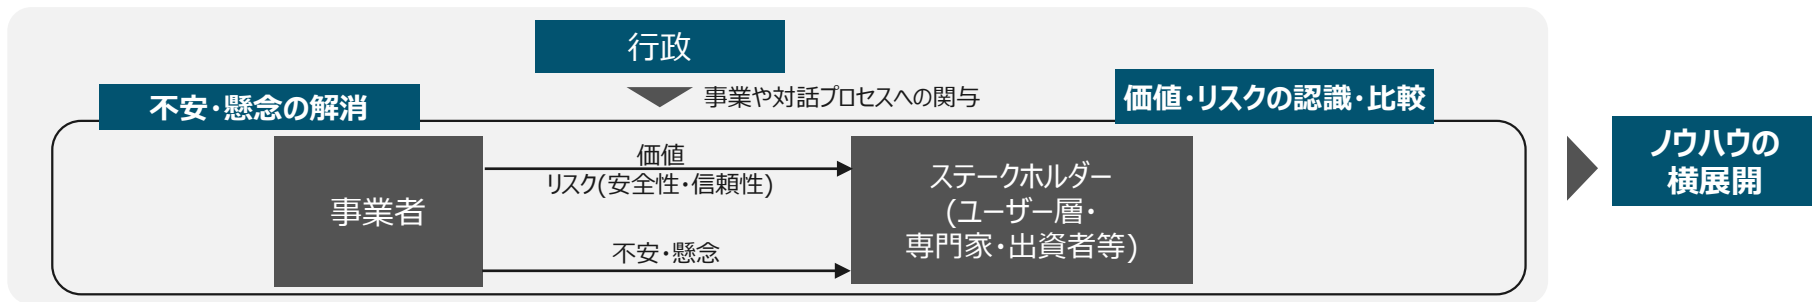 行政
事業や対話プロセスへの関与
不安・懸念の解消
価値・リスクの認識・比較
事業者
価値
リスク(安全性・信頼性)
不安・懸念
ステークホルダー
(ユーザー層・
専門家・出資者等)
ノウハウの
横展開